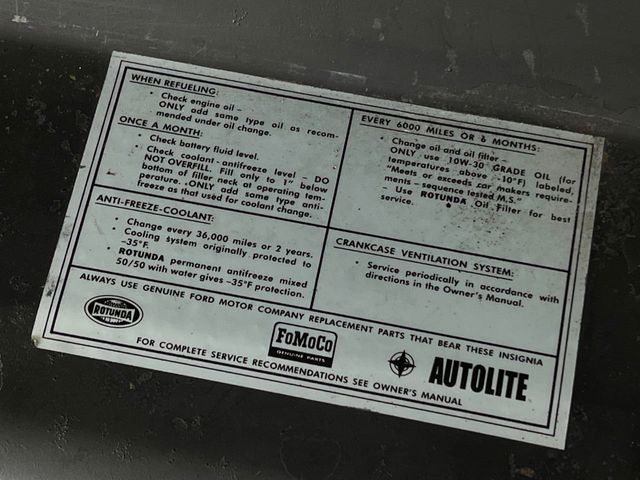 WHEN REFUELING:
• Check engine oil –
ONLY add same type oil as recom-
mended under oil change.
ONCE A MONTH:
• Check battery fluid level.
• Check coolant - antifreeze level – DO
NOT OVERFILL. Fill only to 1" below
bottom of filler neck at operating tem-
perature. •ONLY add same type anti-
freeze as that used for coolant change.
EVERY 6000 MILES OR 6 MONTHS:
• Change oil and oil filter –
ONLY use 10W-30 GRADE OIL (for
temperatures above –10°F) labeled,
"Meets or exceeds car makers require-
ments – sequence tested M.S."
– Use ROTUNDA Oil Filter for best
service.
ANTI-FREEZE-COOLANT:
• Change every 36,000 miles or 2 years.
Cooling system originally protected to
–35°F.
• ROTUNDA permanent antifreeze mixed
50/50 with water gives –35°F protection.
CRANKCASE VENTILATION SYSTEM:
• Service periodically in accordance with
directions in the Owner's Manual.
ALWAYS USE GENUINE FORD MOTOR COMPANY REPLACEMENT PARTS THAT BEAR THESE INSIGNIA
ROTUNDA
FoMoCo
GENUINE PARTS
AUTOLITE
FOR COMPLETE SERVICE RECOMMENDATIONS SEE OWNER'S MANUAL